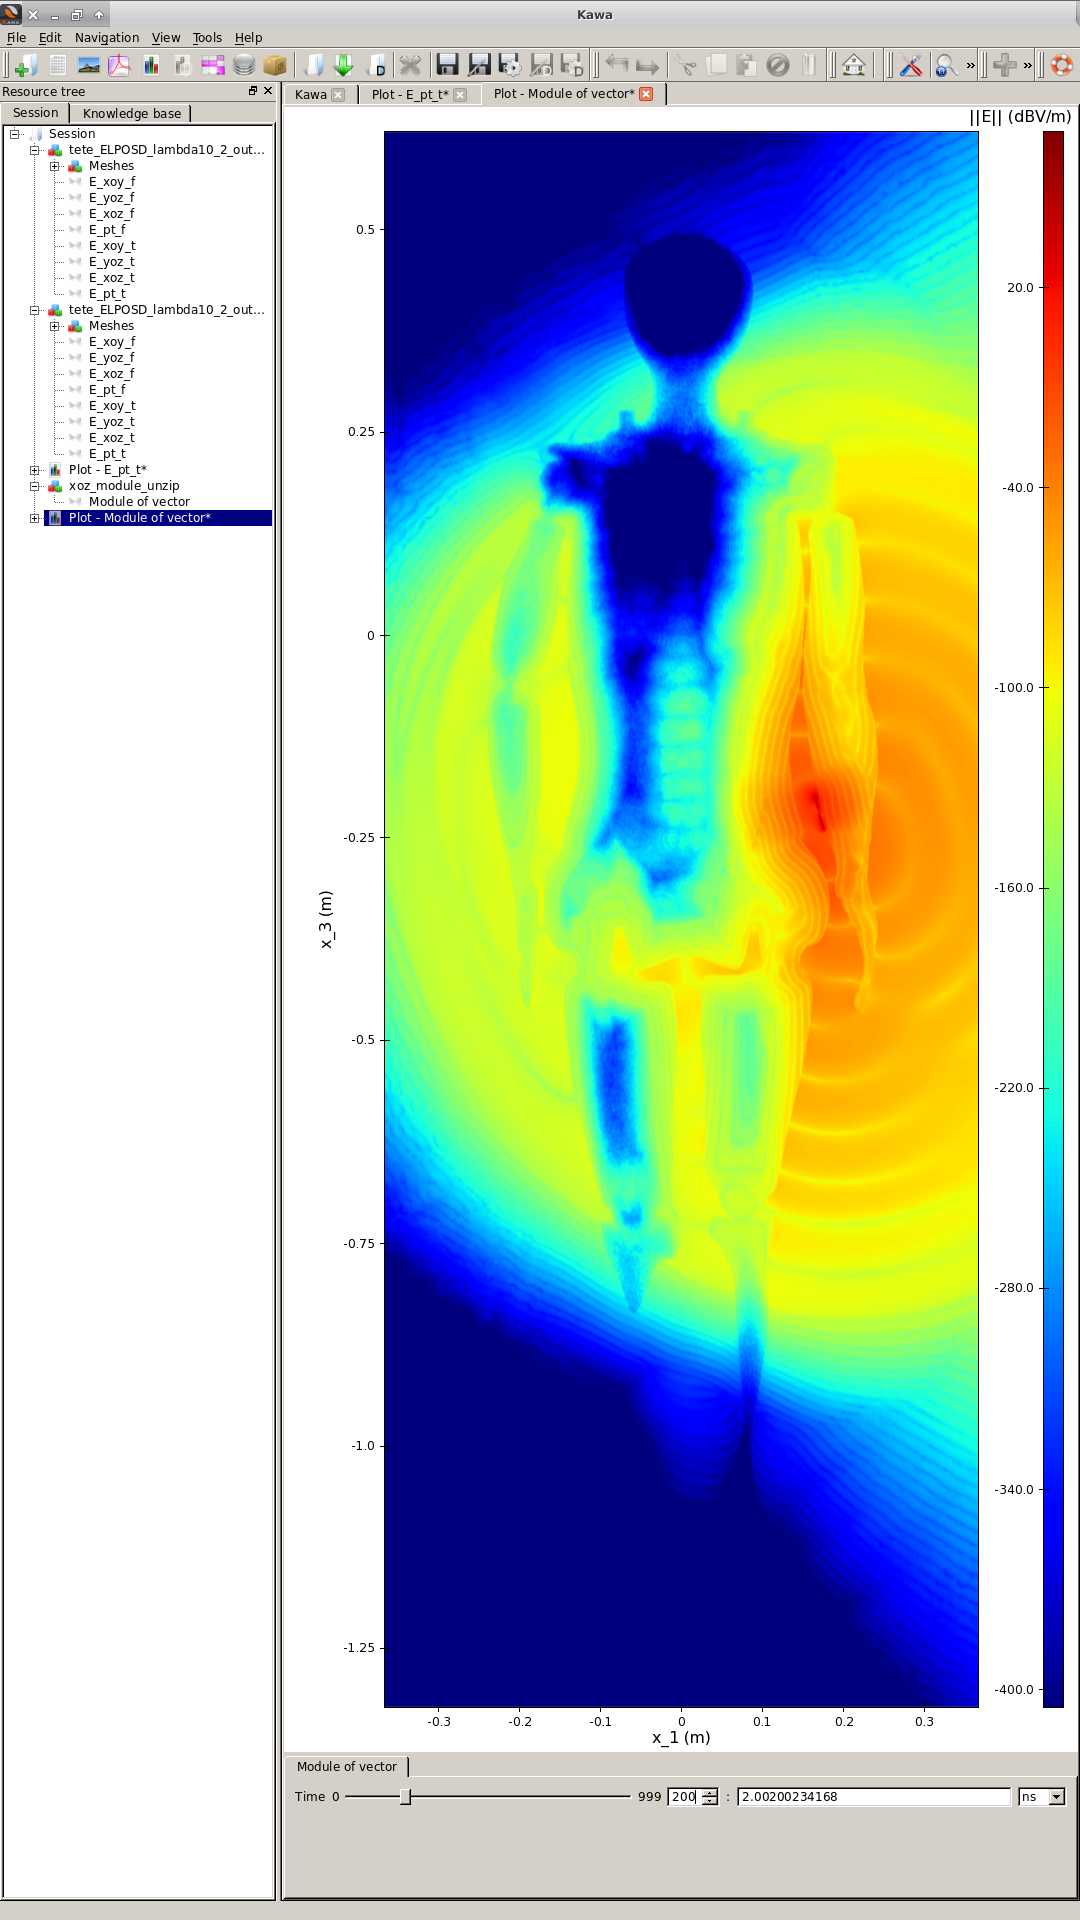 Kawa
File Edit Navigation View Tools Help
Resource tree
Session Knowledge base
Session
tete_ELPOSD_lambda10_2_out...
Meshes
E_xoy_f
E_yoz_f
E_xoz_f
E_pt_f
E_xoy_t
E_yoz_t
E_xoz_t
E_pt_t
tete_ELPOSD_lambda10_2_out...
Meshes
E_xoy_f
E_yoz_f
E_xoz_f
E_pt_f
E_xoy_t
E_yoz_t
E_xoz_t
E_pt_t
Plot - E_pt_t*
xoz_module_unzip
Module of vector
Plot - Module of vector*
Kawa Plot - E_pt_t* Plot - Module of vector*
||E|| (dBV/m)
0.5
0.25
0
-0.25
-0.5
-0.75
-1.0
-1.25
x_3 (m)
-0.3 -0.2 -0.1 0 0.1 0.2 0.3
x_1 (m)
20.0
-40.0
-100.0
-160.0
-220.0
-280.0
-340.0
-400.0
Module of vector
Time 0 999 200 : 2.00200234168 ns